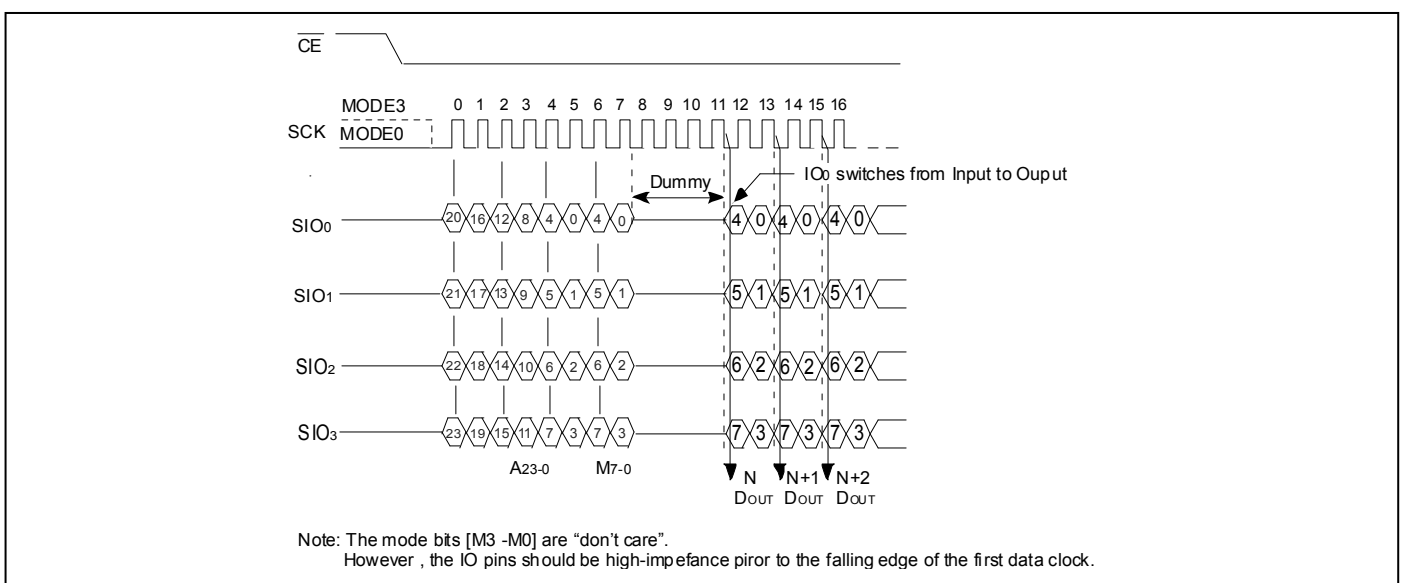 CE
MODE3 0 1 2 3 4 5 6 7 8 9 10 11 12 13 14 15 16
SCK MODE0
Dummy IO0 switches from Input to Ouput
SIO0 20 16 12 8 4 0 4 0 4 0 4 0 4 0
SIO1 21 17 13 9 5 1 5 1 5 1 5 1 5 1
SIO2 22 18 14 10 6 2 6 2 6 2 6 2 6 2
SIO3 23 19 15 11 7 3 7 3 7 3 7 3 7 3
A23-0 M7-0 N N+1 N+2
DOUT DOUT DOUT
Note: The mode bits [M3 -M0] are “don’t care”.
However , the IO pins should be high-impefance piror to the falling edge of the first data clock.